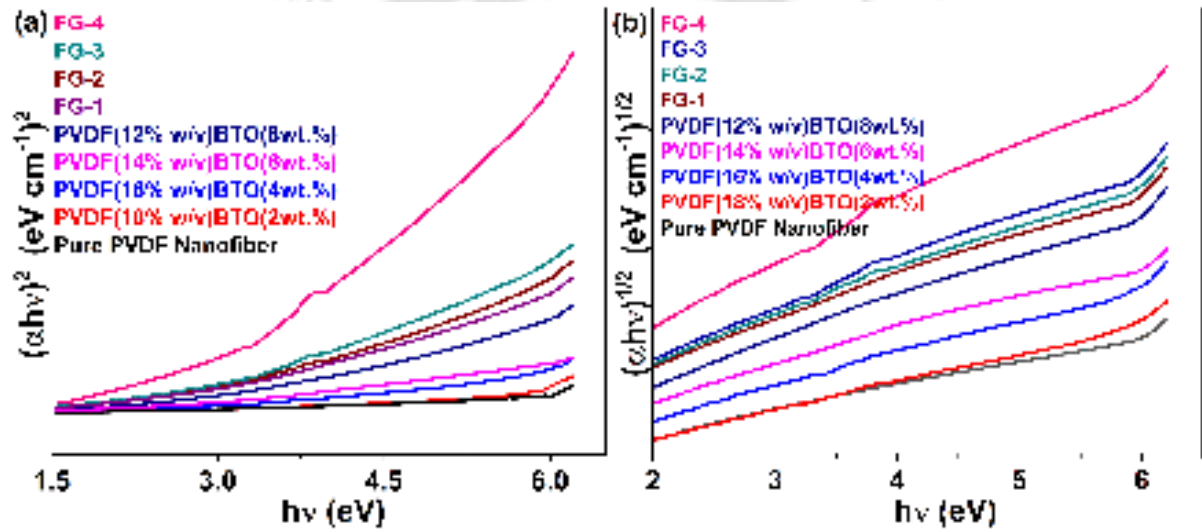 (a)
FG-4
FG-3
FG-2
FG-1
PVDF(12% w/v)BTO(8wt.%)
PVDF(14% w/v)BTO(6wt.%)
PVDF(16% w/v)BTO(4wt.%)
PVDF(18% w/v)BTO(2wt.%)
Pure PVDF Nanofiber
(αhν)² (eV cm⁻¹)²
1.5 3.0 4.5 6.0
hν (eV)
(b)
FG-4
FG-3
FG-2
FG-1
PVDF(12% w/v)BTO(8wt.%)
PVDF(14% w/v)BTO(6wt.%)
PVDF(16% w/v)BTO(4wt.%)
PVDF(18% w/v)BTO(2wt.%)
Pure PVDF Nanofiber
(αhν)¹/² (eV cm⁻¹)¹/²
2 3 4 5 6
hν (eV)